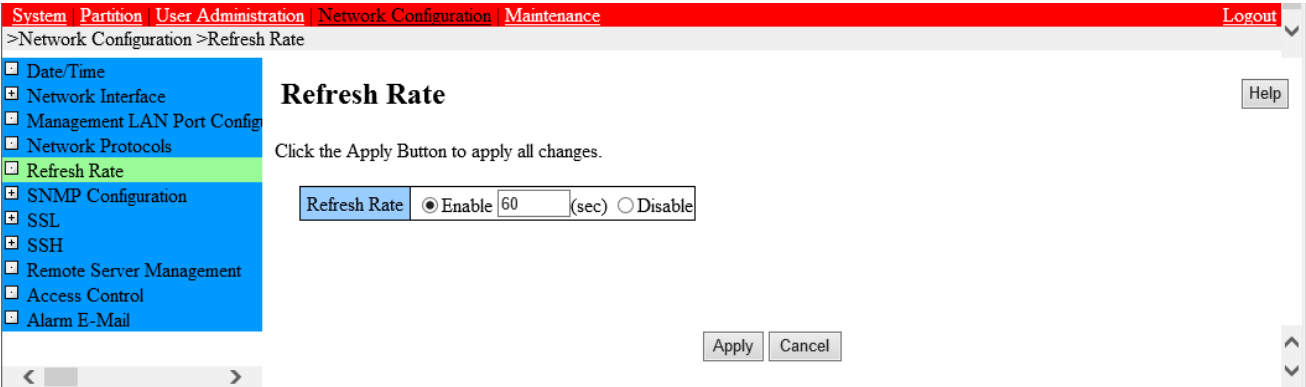 System | Partition | User Administration | Network Configuration | Maintenance Logout
>Network Configuration >Refresh Rate
Date/Time
Network Interface
Management LAN Port
Network Protocols
Refresh Rate
SNMP Configuration
SSL
SSH
Remote Server Management
Access Control
Alarm E-Mail
Refresh Rate
Help
Click the Apply Button to apply all changes.
Refresh Rate Enable 60 (sec) Disable
Apply Cancel